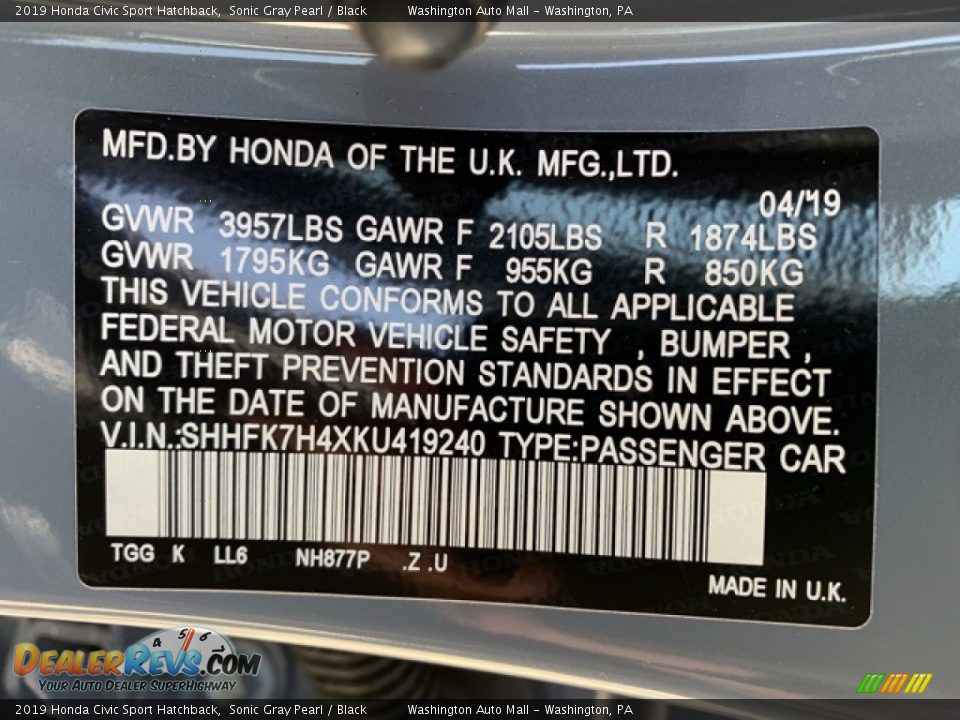 2019 Honda Civic Sport Hatchback, Sonic Gray Pearl / Black Washington Auto Mall - Washington, PA
MFD.BY HONDA OF THE U.K. MFG.,LTD.
04/'19
GVWR 3957LBS GAWR F 2105LBS R 1874LBS
GVWR 1795KG GAWR F 955KG R 850KG
THIS VEHICLE CONFORMS TO ALL APPLICABLE
FEDERAL MOTOR VEHICLE SAFETY , BUMPER ,
AND THEFT PREVENTION STANDARDS IN EFFECT
ON THE DATE OF MANUFACTURE SHOWN ABOVE.
V.I.N.:SHHFK7H4XKU419240 TYPE:PASSENGER CAR
TGG K LL6 NH877P .Z .U
MADE IN U.K.
4 5 6
DEALERREVS.COM
YOUR AUTO DEALER SUPERHIGHWAY
2019 Honda Civic Sport Hatchback, Sonic Gray Pearl / Black Washington Auto Mall - Washington, PA